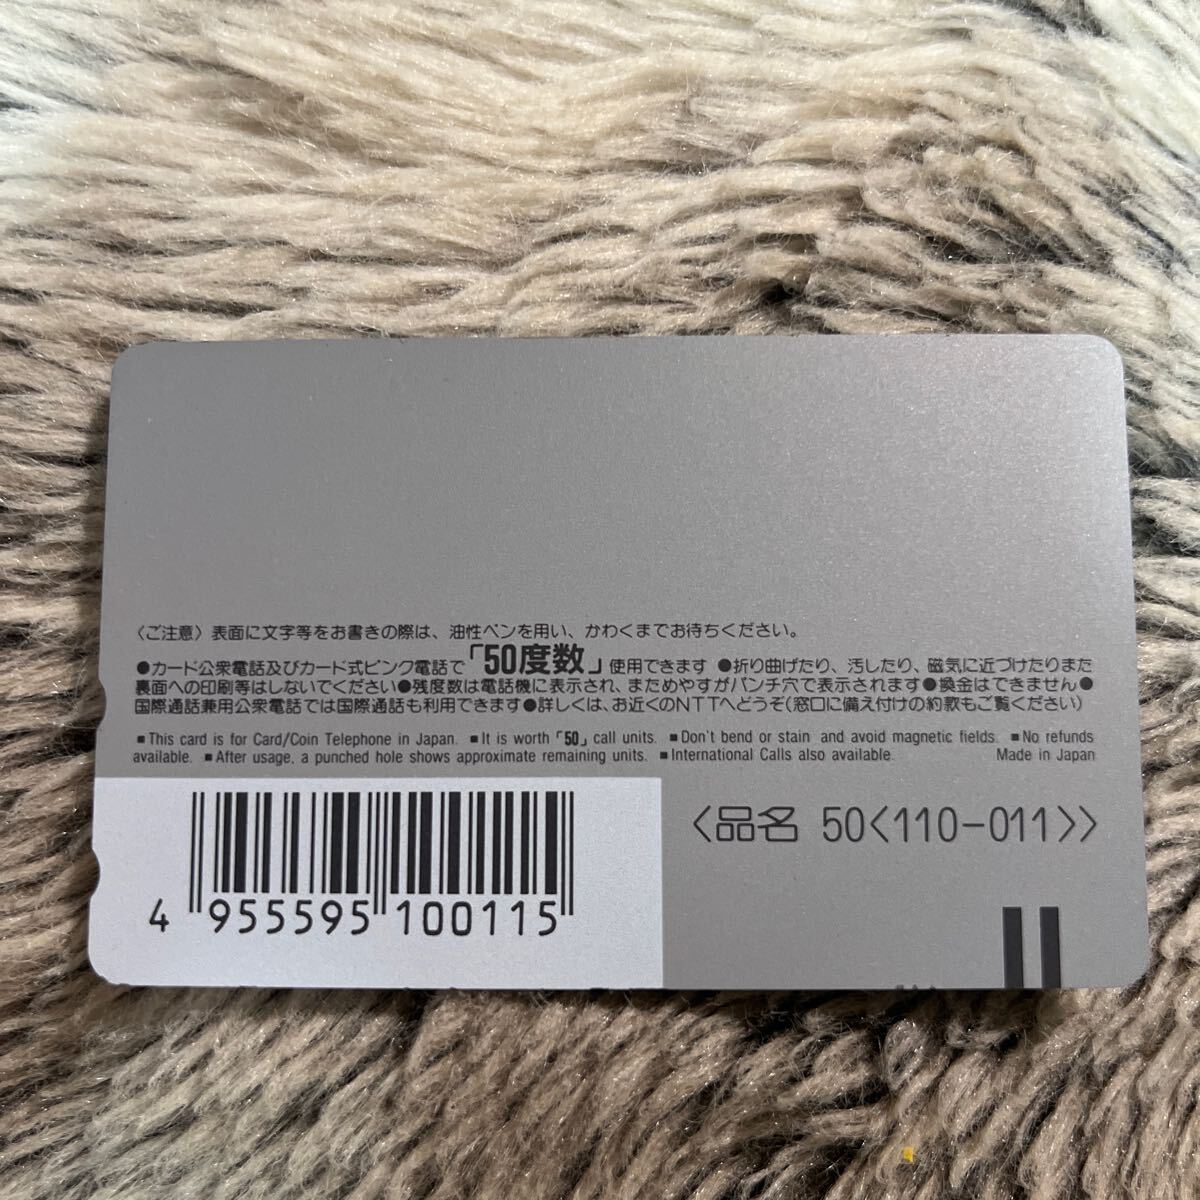 〈ご注意〉表面に文字等をお書きの際は、油性ペンを用い、かわくまでお待ちください。
●カード公衆電話及びカード式ピンク電話で「50度数」使用できます ●折り曲げたり、汚したり、磁気に近づけたりまた
裏面への印刷等はしないでください●残度数は電話機に表示され、まためやすがパンチ穴で表示されます●換金はできません●
国際通話兼用公衆電話では国際通話も利用できます●詳しくは、お近くのNTTへどうぞ(窓口に備え付けの約款もご覧ください)
■This card is for Card/Coin Telephone in Japan. ■It is worth「50」call units. ■Don't bend or stain and avoid magnetic fields. ■No refunds
available. ■After usage, a punched hole shows approximate remaining units. ■International Calls also available. Made in Japan
〈品名 50〈110-011〉〉
4 955595 100115